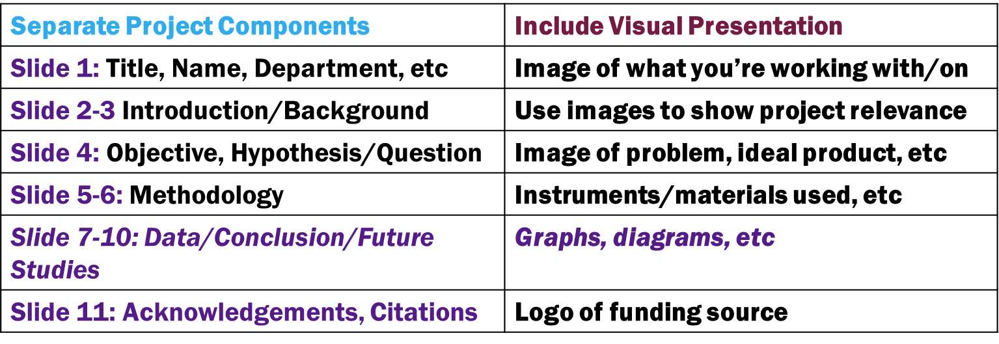 Separate Project Components
Include Visual Presentation
Slide 1: Title, Name, Department, etc
Image of what you’re working with/on
Slide 2-3 Introduction/Background
Use images to show project relevance
Slide 4: Objective, Hypothesis/Question
Image of problem, ideal product, etc
Slide 5-6: Methodology
Instruments/materials used, etc
Slide 7-10: Data/Conclusion/Future
Studies
Graphs, diagrams, etc
Slide 11: Acknowledgements, Citations
Logo of funding source